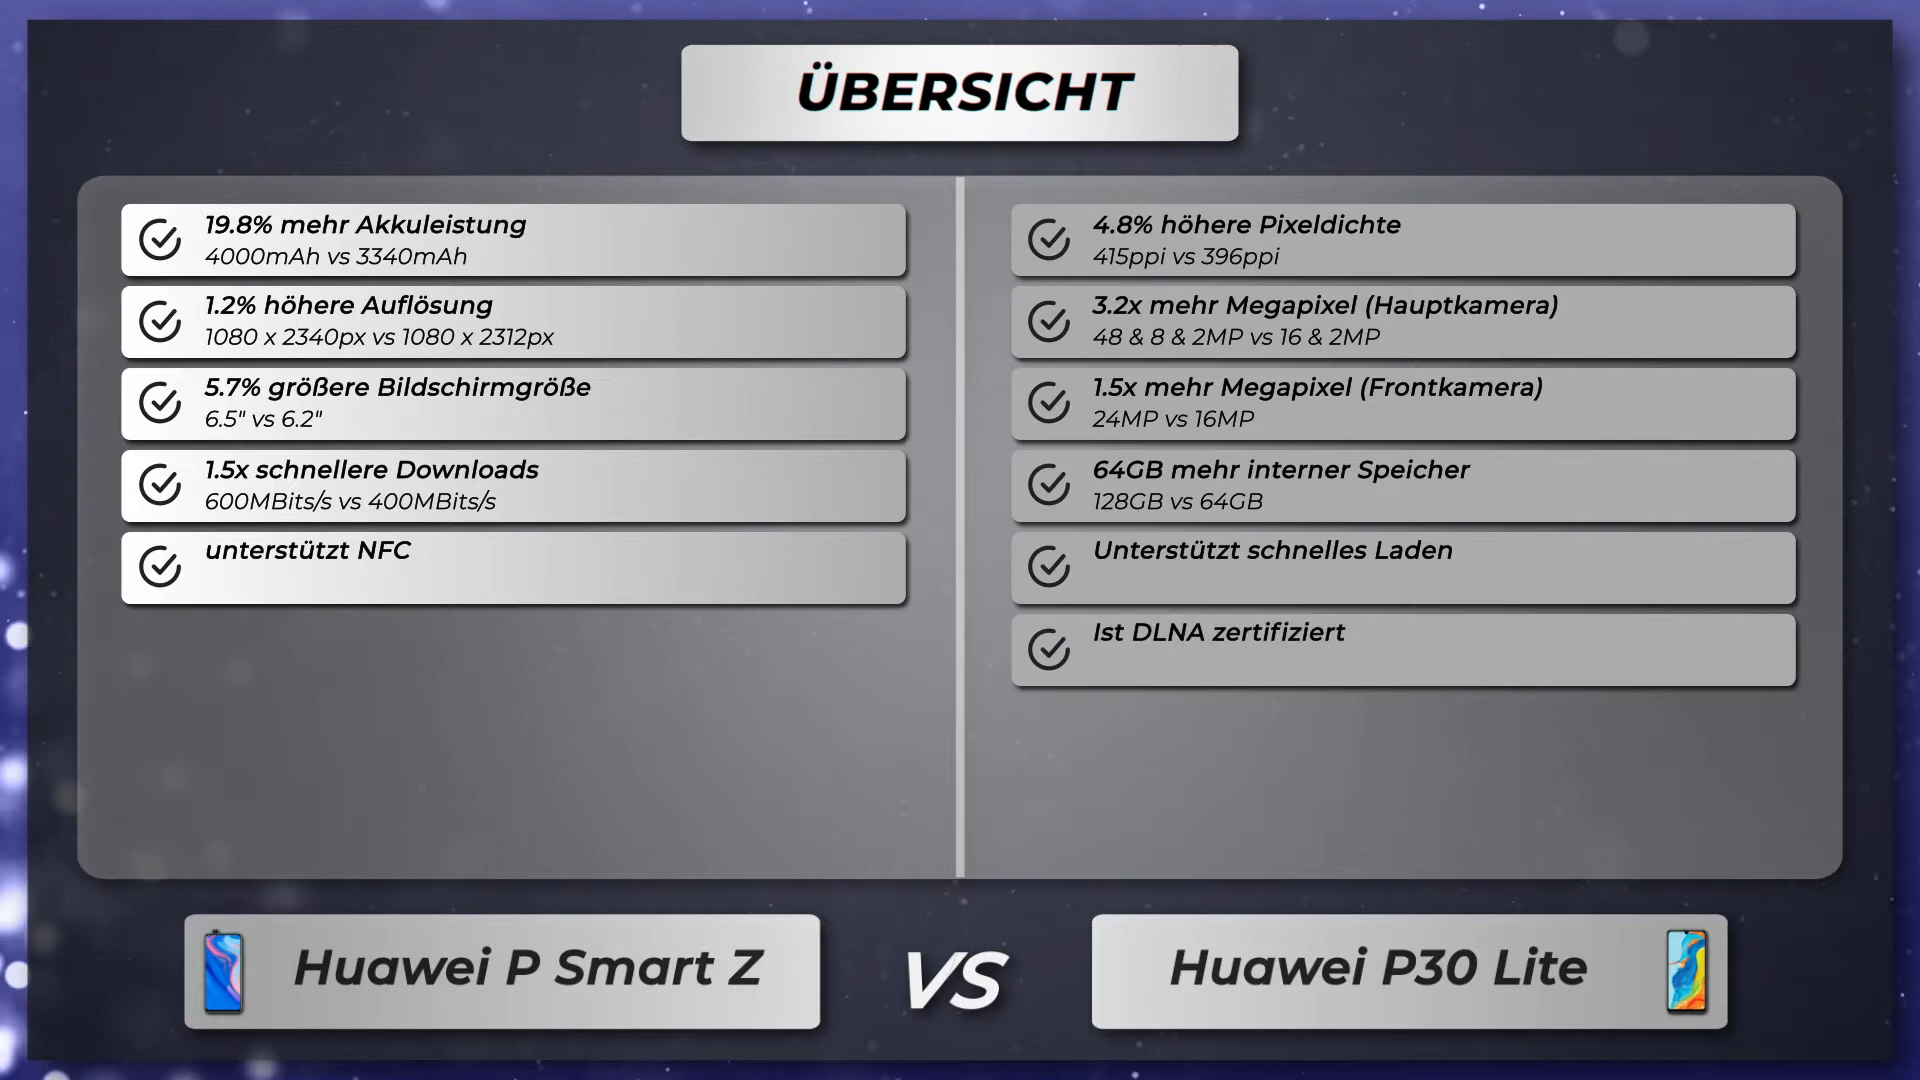 ÜBERSICHT
19.8% mehr Akkuleistung
4000mAh vs 3340mAh
1.2% höhere Auflösung
1080 x 2340px vs 1080 x 2312px
5.7% größere Bildschirmgröße
6.5" vs 6.2"
1.5x schnellere Downloads
600MBits/s vs 400MBits/s
unterstützt NFC
4.8% höhere Pixeldichte
415ppi vs 396ppi
3.2x mehr Megapixel (Hauptkamera)
48 & 8 & 2MP vs 16 & 2MP
1.5x mehr Megapixel (Frontkamera)
24MP vs 16MP
64GB mehr interner Speicher
128GB vs 64GB
Unterstützt schnelles Laden
Ist DLNA zertifiziert
Huawei P Smart Z
VS
Huawei P30 Lite